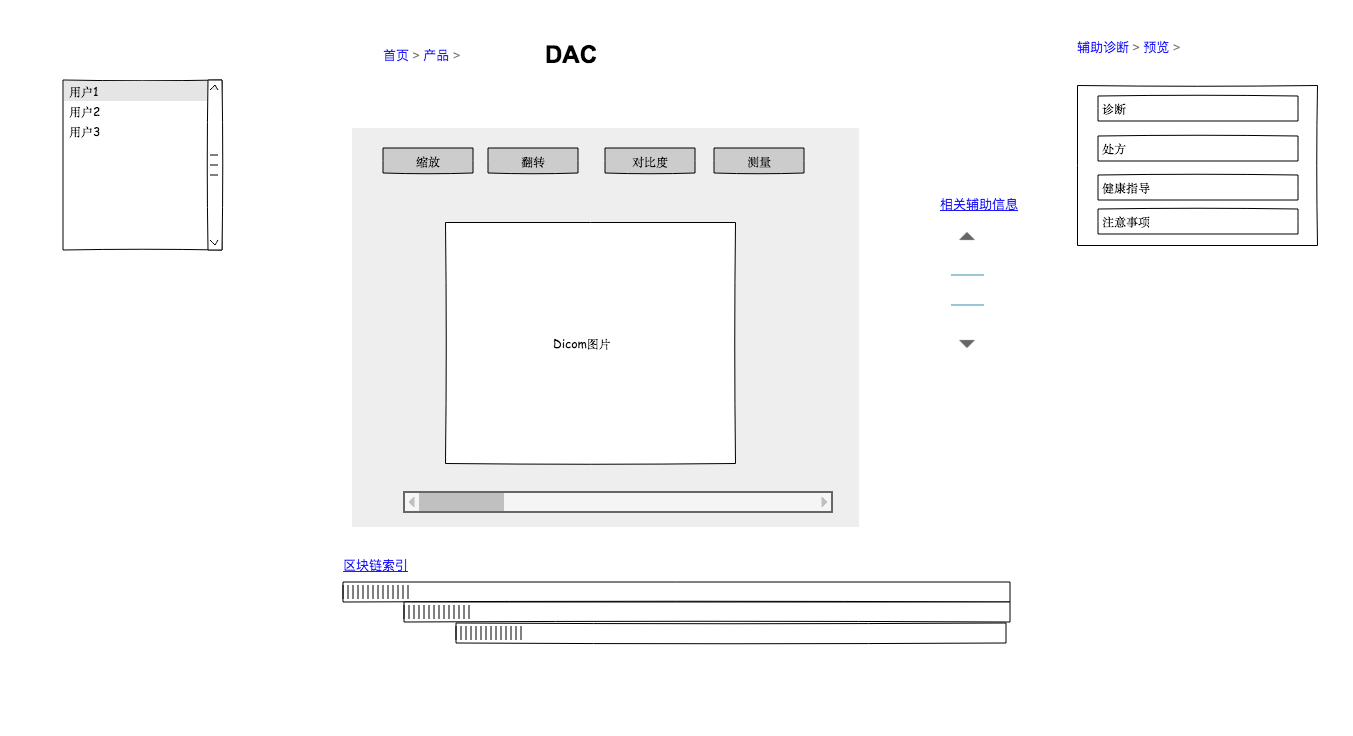 首页 > 产品 >
DAC
辅助诊断 > 预览 >
用户1
用户2
用户3
缩放
翻转
对比度
测量
Dicom图片
相关辅助信息
诊断
处方
健康指导
注意事项
区块链索引